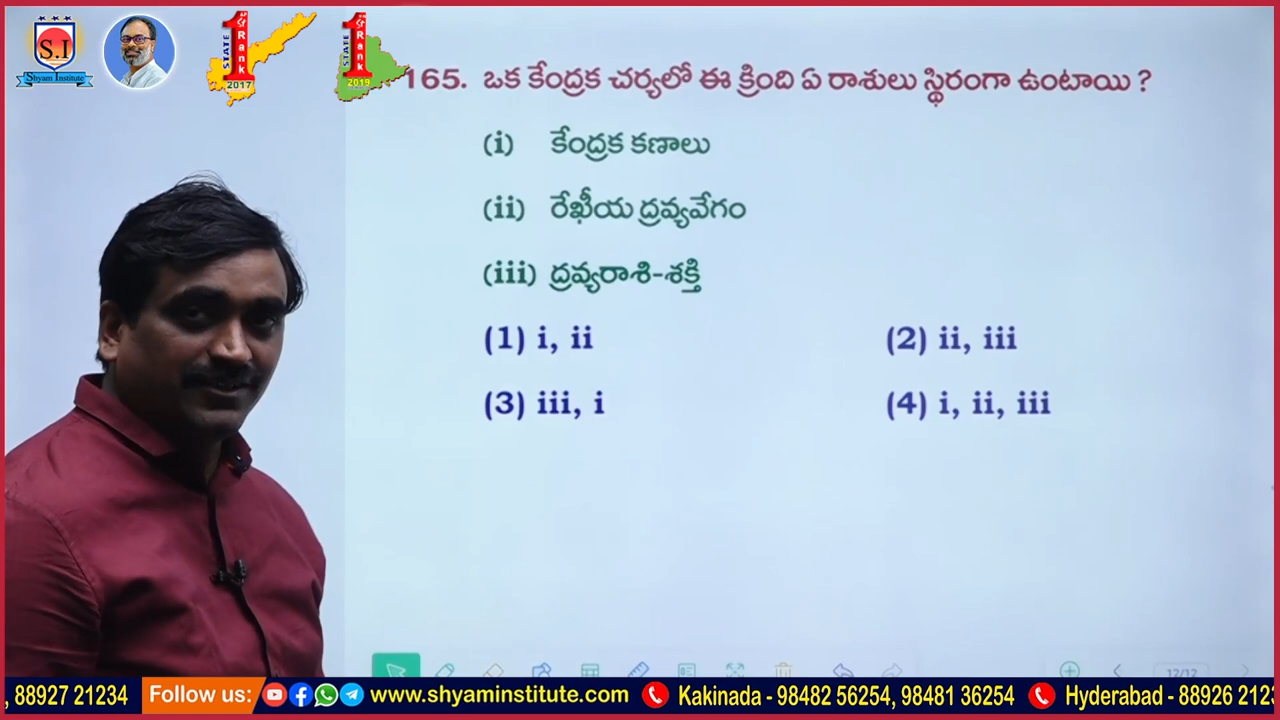 S.I
Shyam Institute
STATE
1
Rank
2017
STATE
1
Rank
2019
165. ఒక కేంద్రక చర్యలో ఈ క్రింది ఏ రాశులు స్థిరంగా ఉంటాయి ?
(i) కేంద్రక కణాలు
(ii) రేఖీయ ద్రవ్యవేగం
(iii) ద్రవ్యరాశి-శక్తి
(1) i, ii (2) ii, iii
(3) iii, i (4) i, ii, iii
12/12
, 88927 21234 Follow us: www.shyaminstitute.com Kakinada - 98482 56254, 98481 36254 Hyderabad - 88926 2123